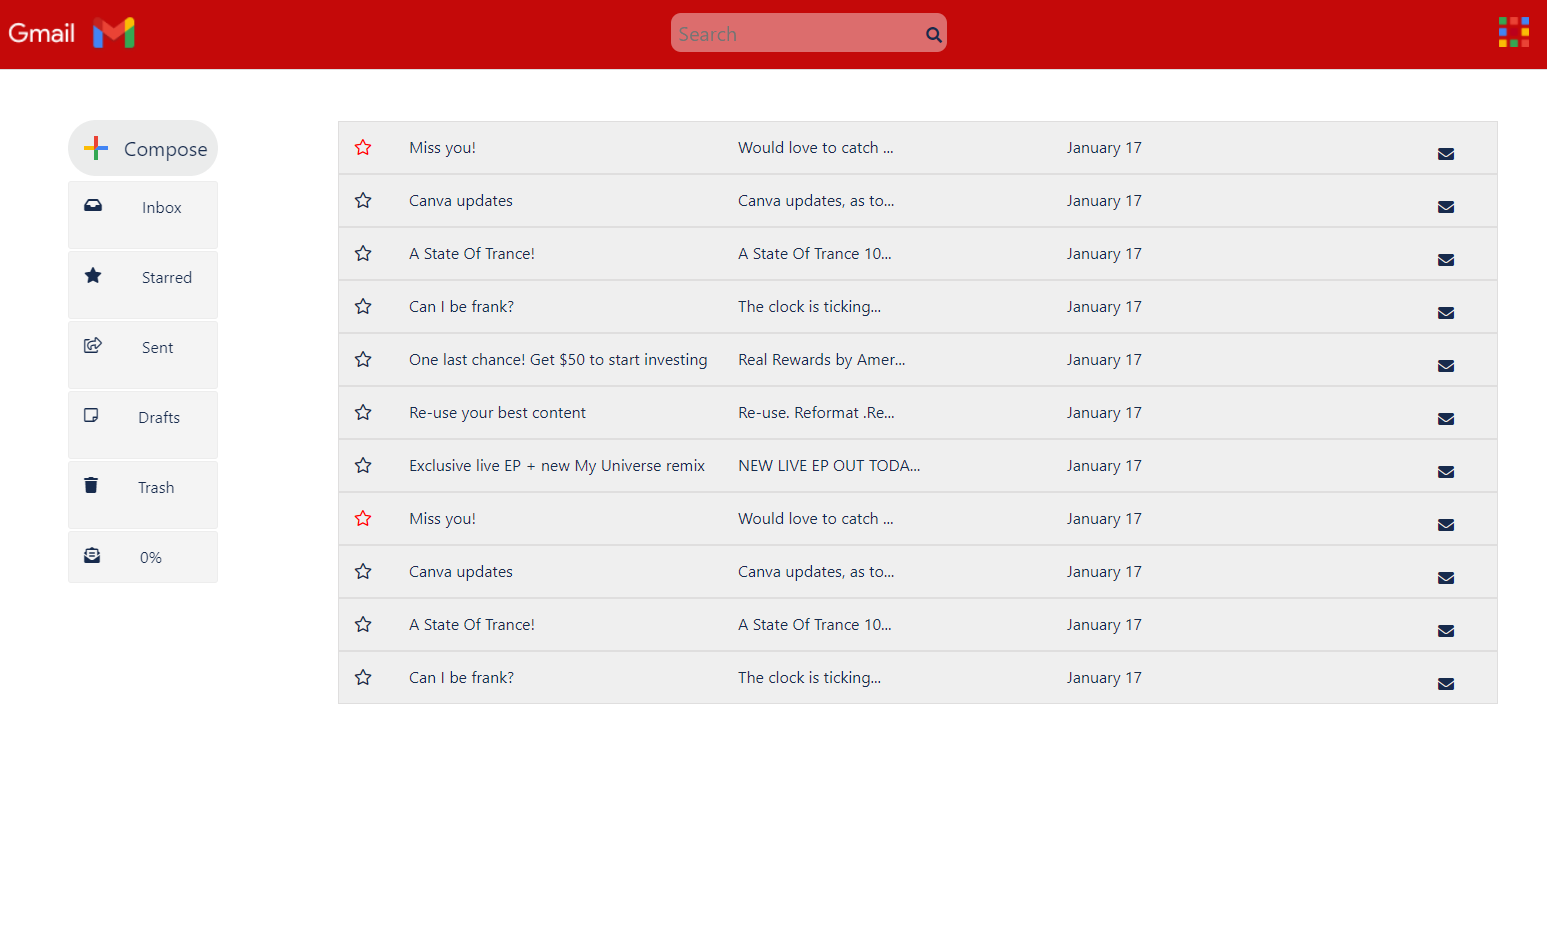 Gmail
Search
Compose
Inbox
Starred
Sent
Drafts
Trash
0%
Miss you! Would love to catch ... January 17
Canva updates Canva updates, as to... January 17
A State Of Trance! A State Of Trance 10... January 17
Can I be frank? The clock is ticking... January 17
One last chance! Get $50 to start investing Real Rewards by Amer... January 17
Re-use your best content Re-use. Reformat .Re... January 17
Exclusive live EP + new My Universe remix NEW LIVE EP OUT TODA... January 17
Miss you! Would love to catch ... January 17
Canva updates Canva updates, as to... January 17
A State Of Trance! A State Of Trance 10... January 17
Can I be frank? The clock is ticking... January 17